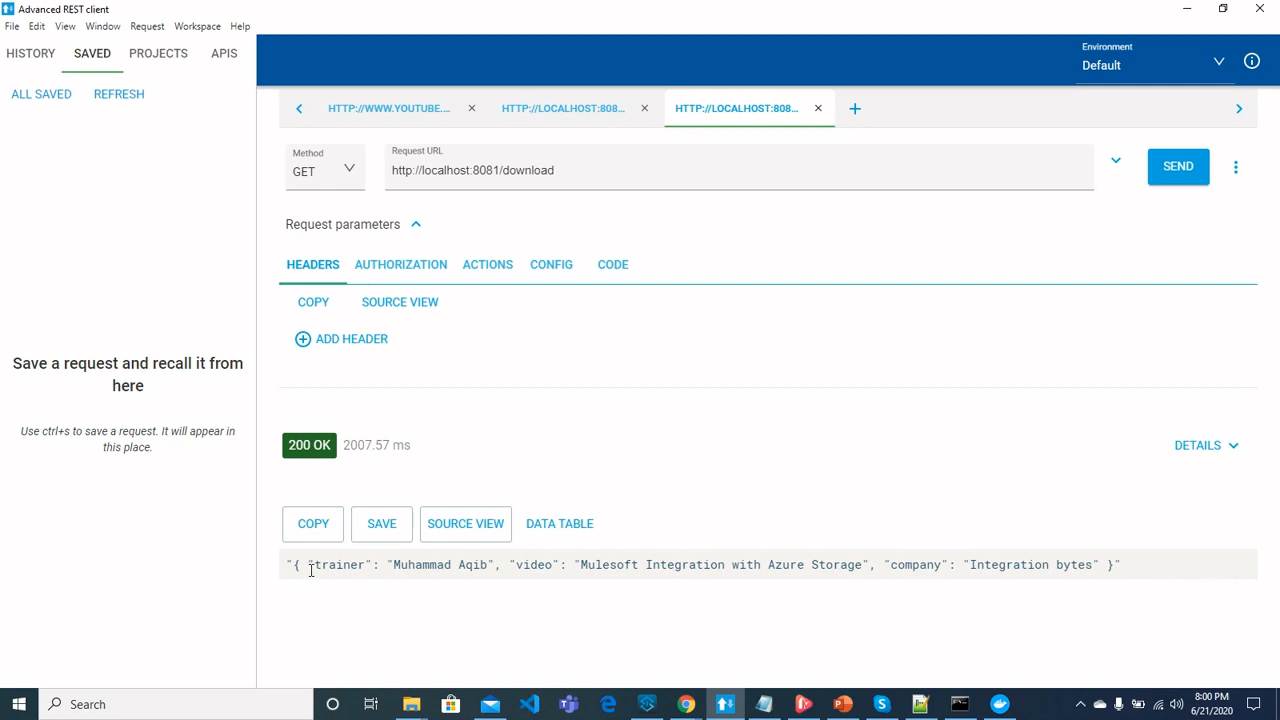 Advanced REST client
File Edit View Window Request Workspace Help
HISTORY SAVED PROJECTS APIS
ALL SAVED REFRESH
Save a request and recall it from
here
Use ctrl+s to save a request. It will appear in
this place.
Environment
Default
HTTP://WWW.YOUTUBE.... HTTP://LOCALHOST:808... HTTP://LOCALHOST:808...
Method
GET
Request URL
http://localhost:8081/download
SEND
Request parameters
HEADERS AUTHORIZATION ACTIONS CONFIG CODE
COPY SOURCE VIEW
ADD HEADER
200 OK 2007.57 ms
DETAILS
COPY SAVE SOURCE VIEW DATA TABLE
"{ "trainer": "Muhammad Aqib", "video": "Mulesoft Integration with Azure Storage", "company": "Integration bytes" }"
Search
8:00 PM
6/21/2020